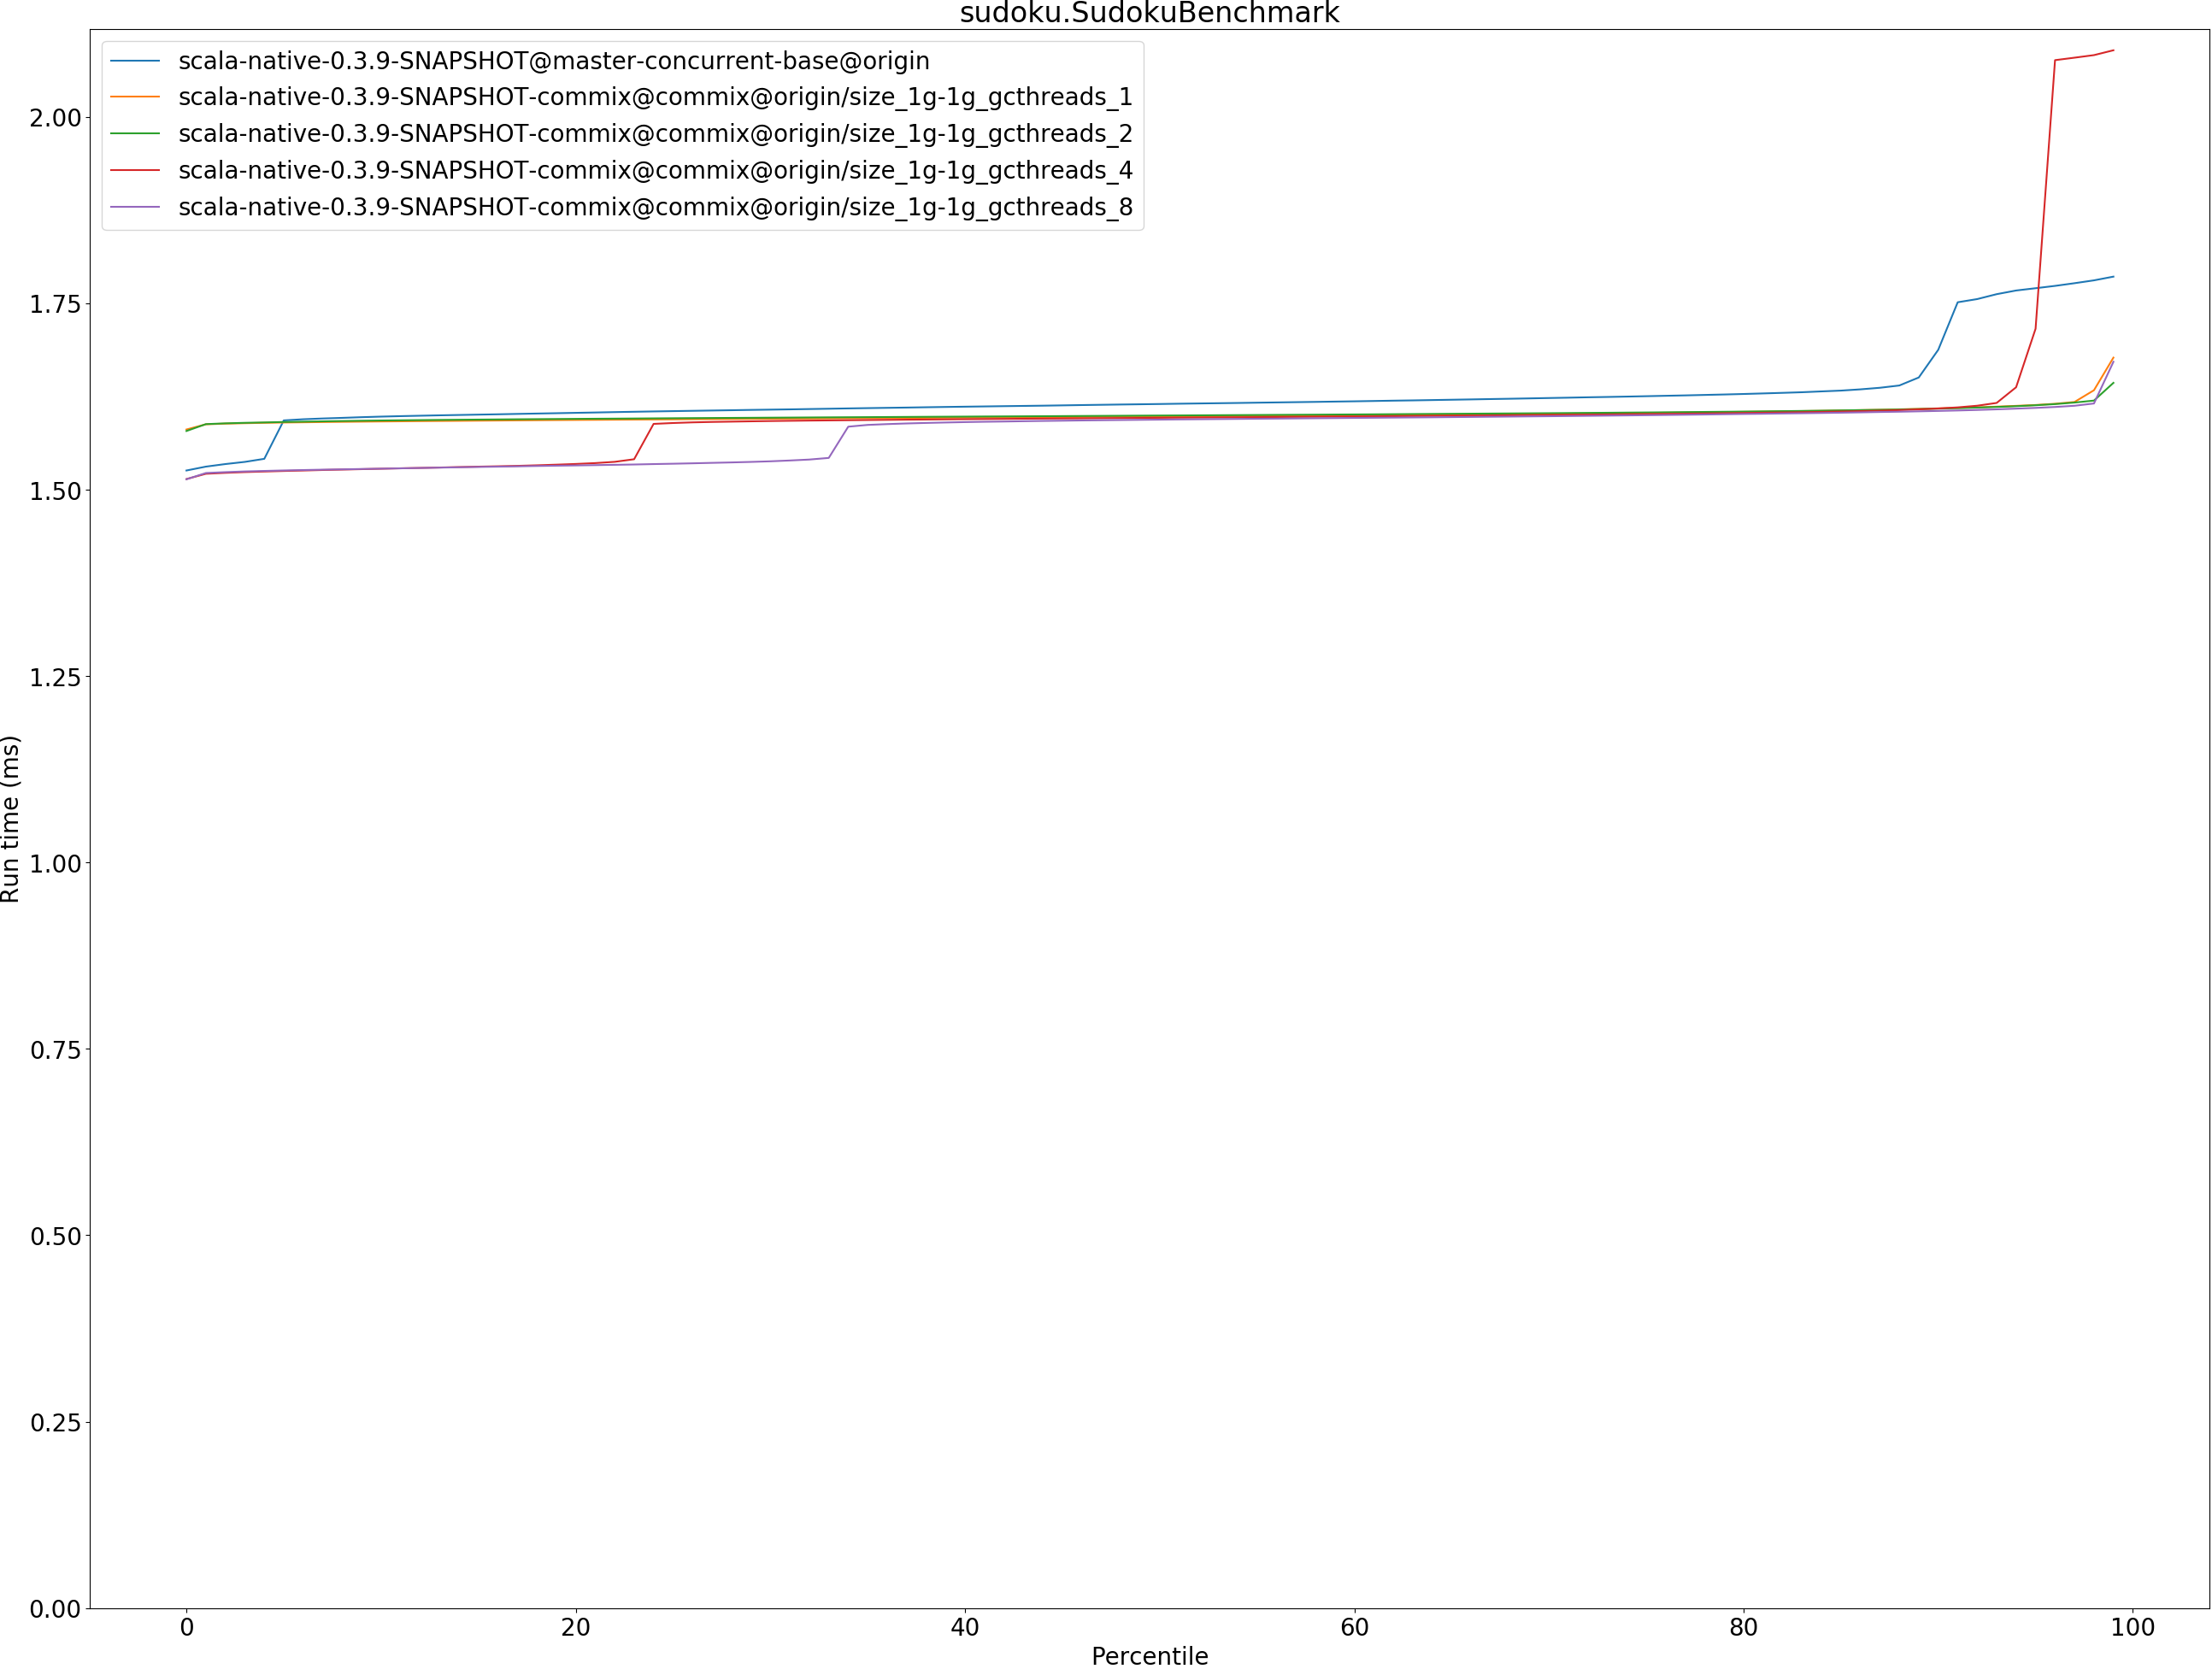 sudoku.SudokuBenchmark
scala-native-0.3.9-SNAPSHOT@master-concurrent-base@origin
scala-native-0.3.9-SNAPSHOT-commix@commix@origin/size_1g-1g_gcthreads_1
scala-native-0.3.9-SNAPSHOT-commix@commix@origin/size_1g-1g_gcthreads_2
scala-native-0.3.9-SNAPSHOT-commix@commix@origin/size_1g-1g_gcthreads_4
scala-native-0.3.9-SNAPSHOT-commix@commix@origin/size_1g-1g_gcthreads_8
2.00
1.75
1.50
1.25
1.00
0.75
0.50
0.25
0.00
Run time (ms)
0 20 40 60 80 100
Percentile